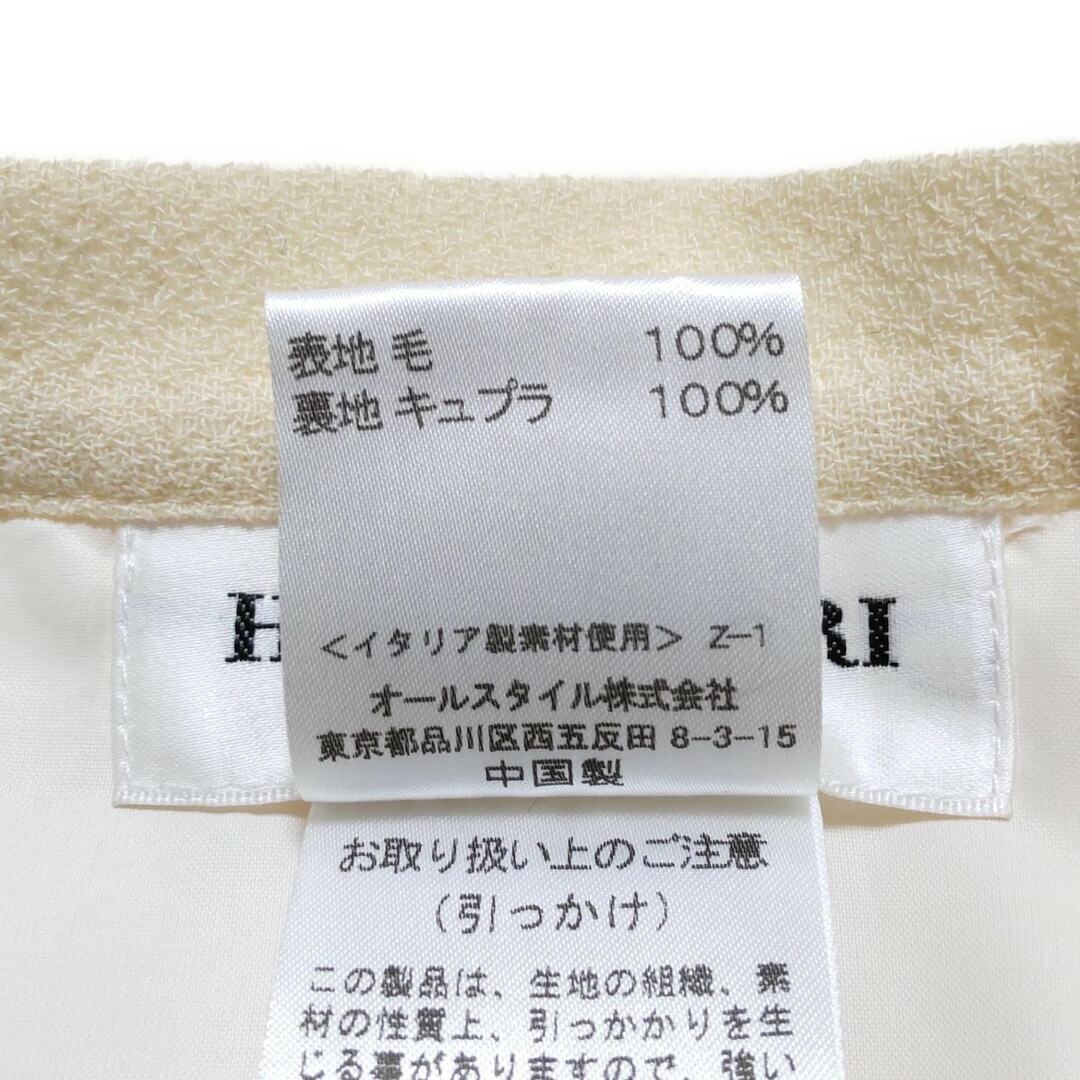 表地 毛 100%
裏地 キュプラ 100%
H RI
<イタリア製素材使用> Z-1
オールスタイル株式会社
東京都品川区西五反田 8-3-15
中国製
お取り扱い上のご注意
(引っかけ)
この製品は、生地の組織、素
材の性質上、引っかかりを生
じる事がありますので、強い